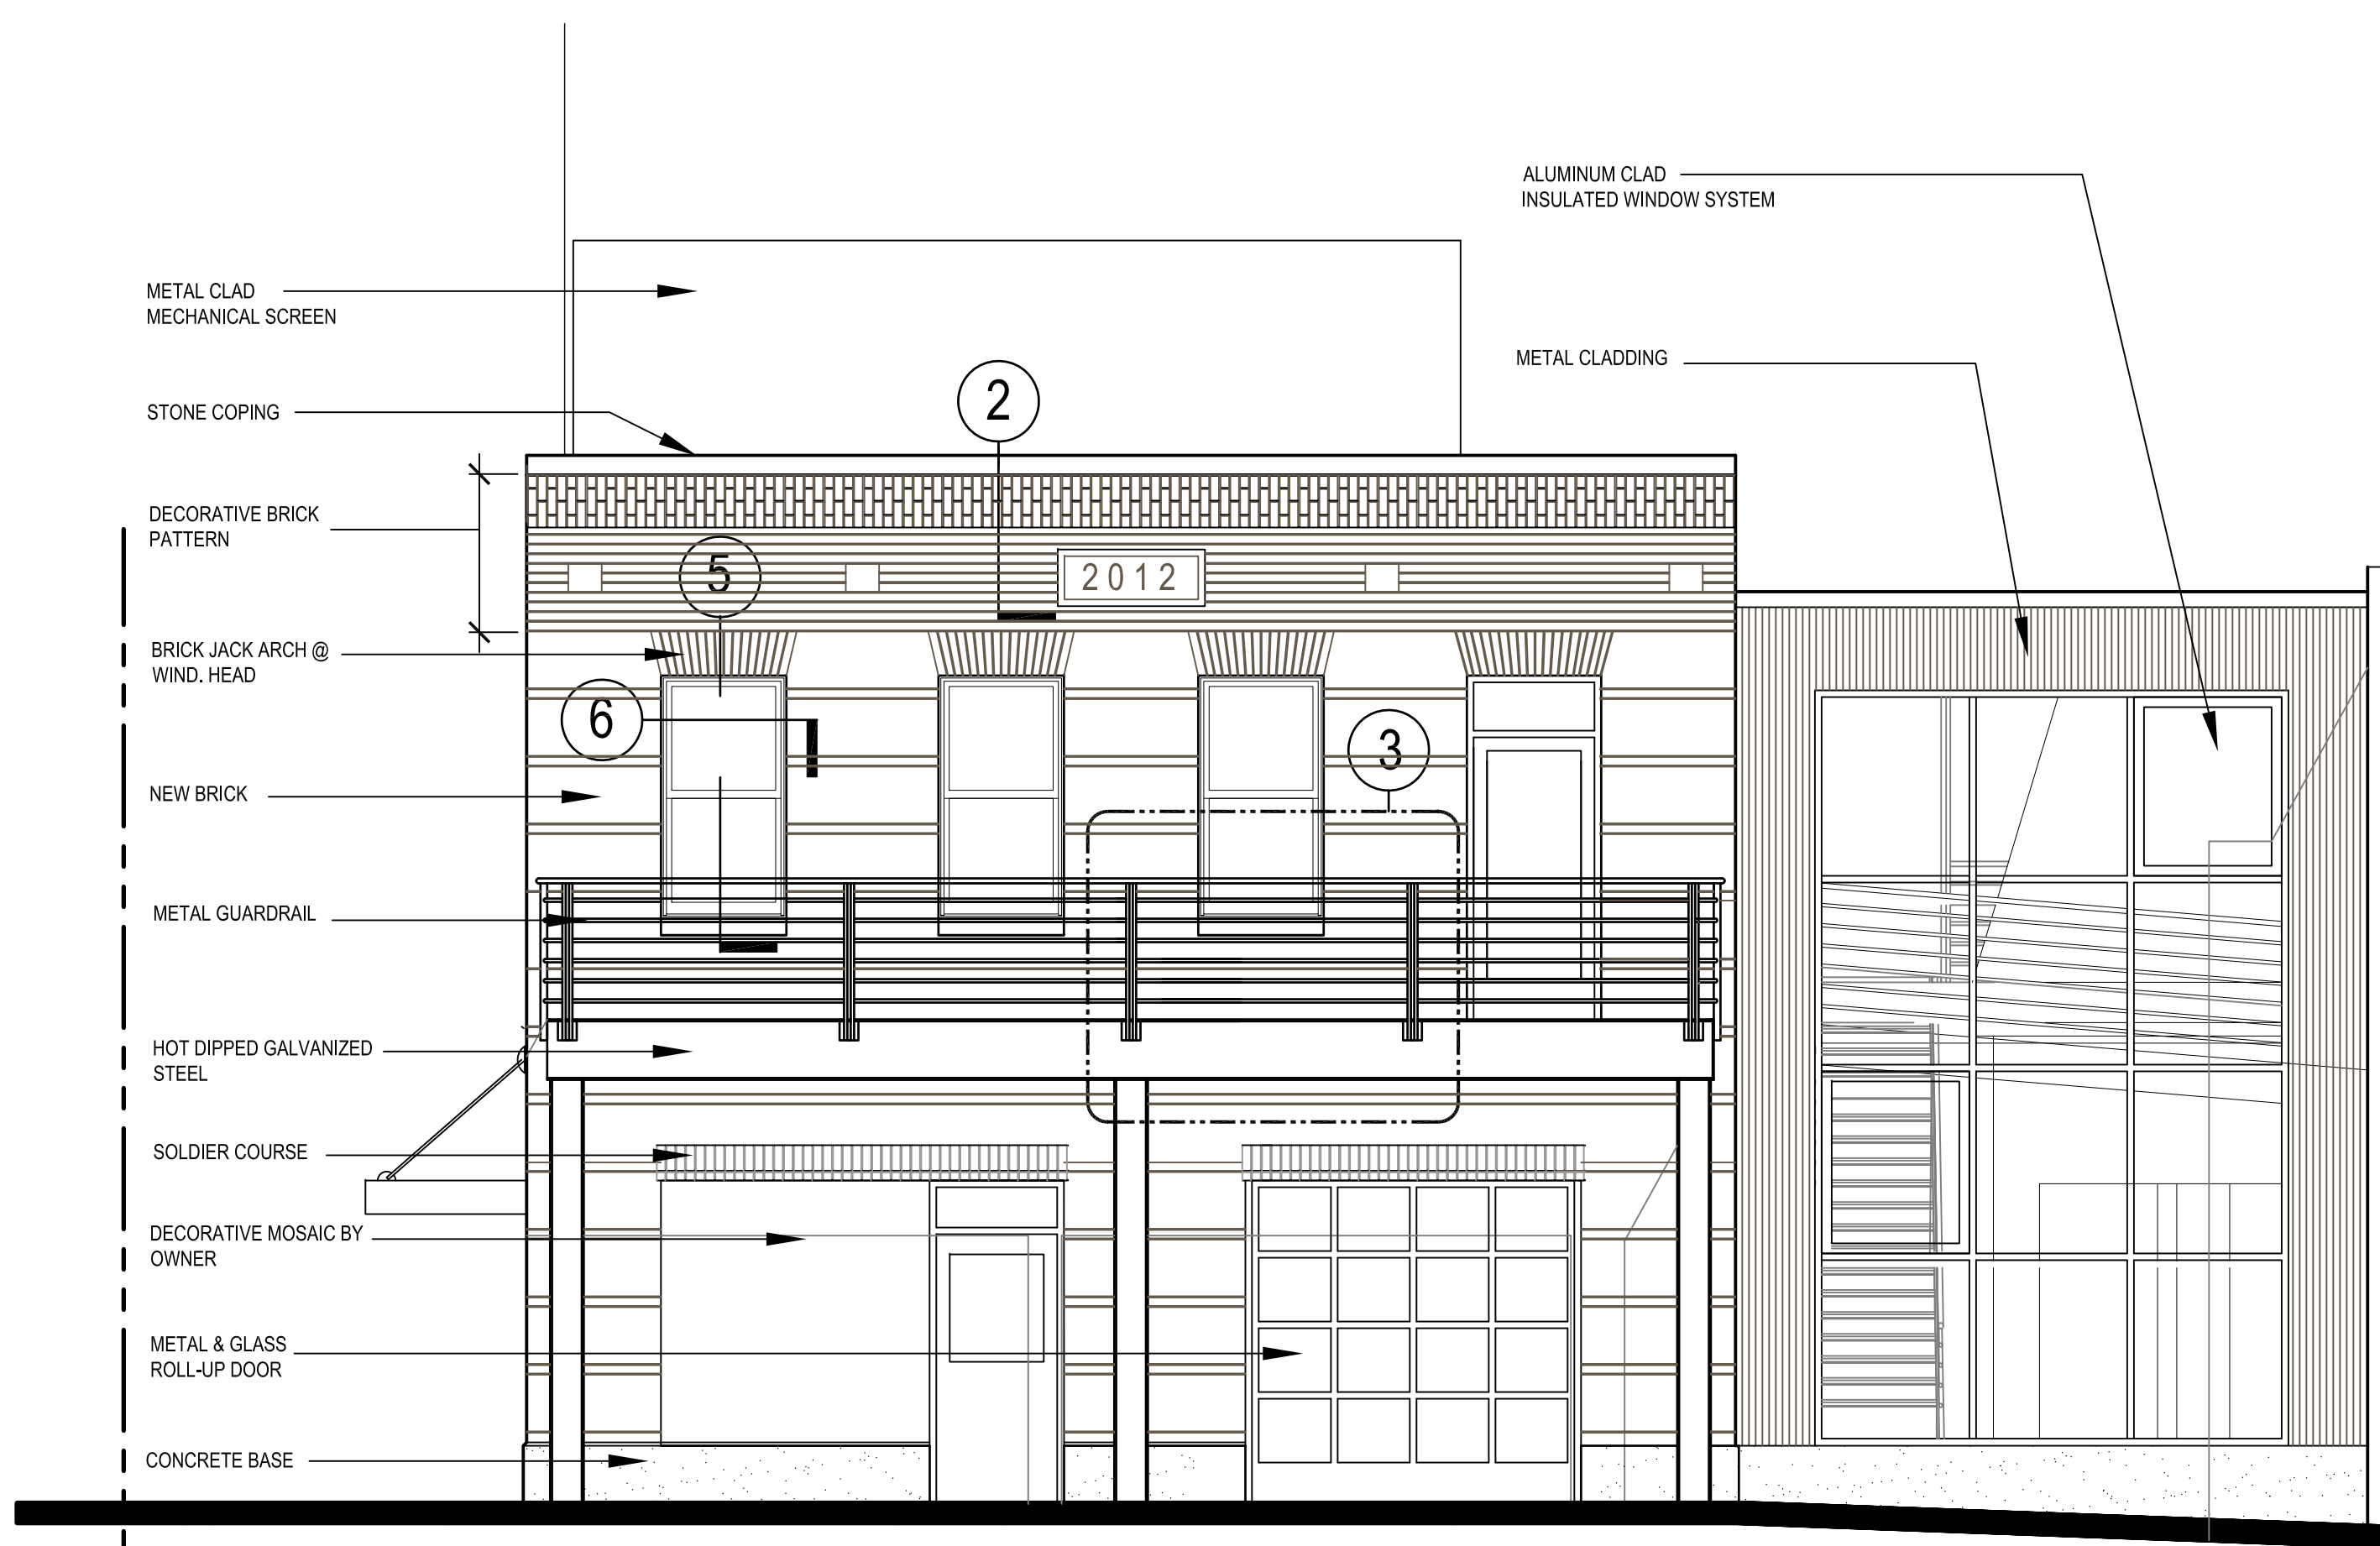 ALUMINUM CLAD
INSULATED WINDOW SYSTEM
METAL CLAD
MECHANICAL SCREEN
METAL CLADDING
STONE COPING
2
DECORATIVE BRICK
PATTERN
5
2012
BRICK JACK ARCH @
WIND. HEAD
6
3
NEW BRICK
METAL GUARDRAIL
HOT DIPPED GALVANIZED
STEEL
SOLDIER COURSE
DECORATIVE MOSAIC BY
OWNER
METAL & GLASS
ROLL-UP DOOR
CONCRETE BASE